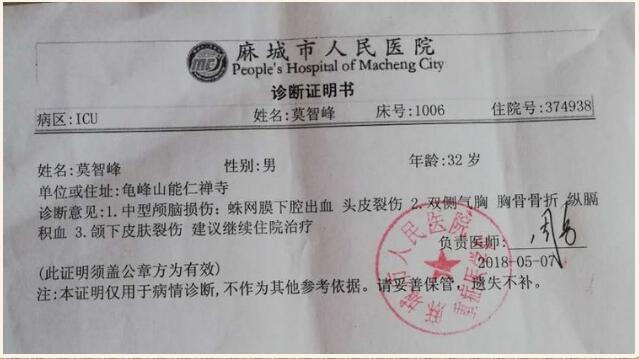 麻城市人民医院
People's Hospital of Macheng City
诊断证明书
病区:ICU 姓名:莫智峰 床号:1006 住院号:374938
姓名:莫智峰 性别:男 年龄:32岁
单位或住址:龟峰山能仁禅寺
诊断意见:1.中型颅脑损伤:蛛网膜下腔出血 头皮裂伤 2.双侧气胸 胸骨骨折 纵膈
积血 3.颌下皮肤裂伤 建议继续住院治疗
负责医师:
2018-05-07
(此证明须盖公章方为有效)
注:本证明仅用于病情诊断,不作为其他参考依据。请妥善保管,遗失不补。
麻城市人民医院